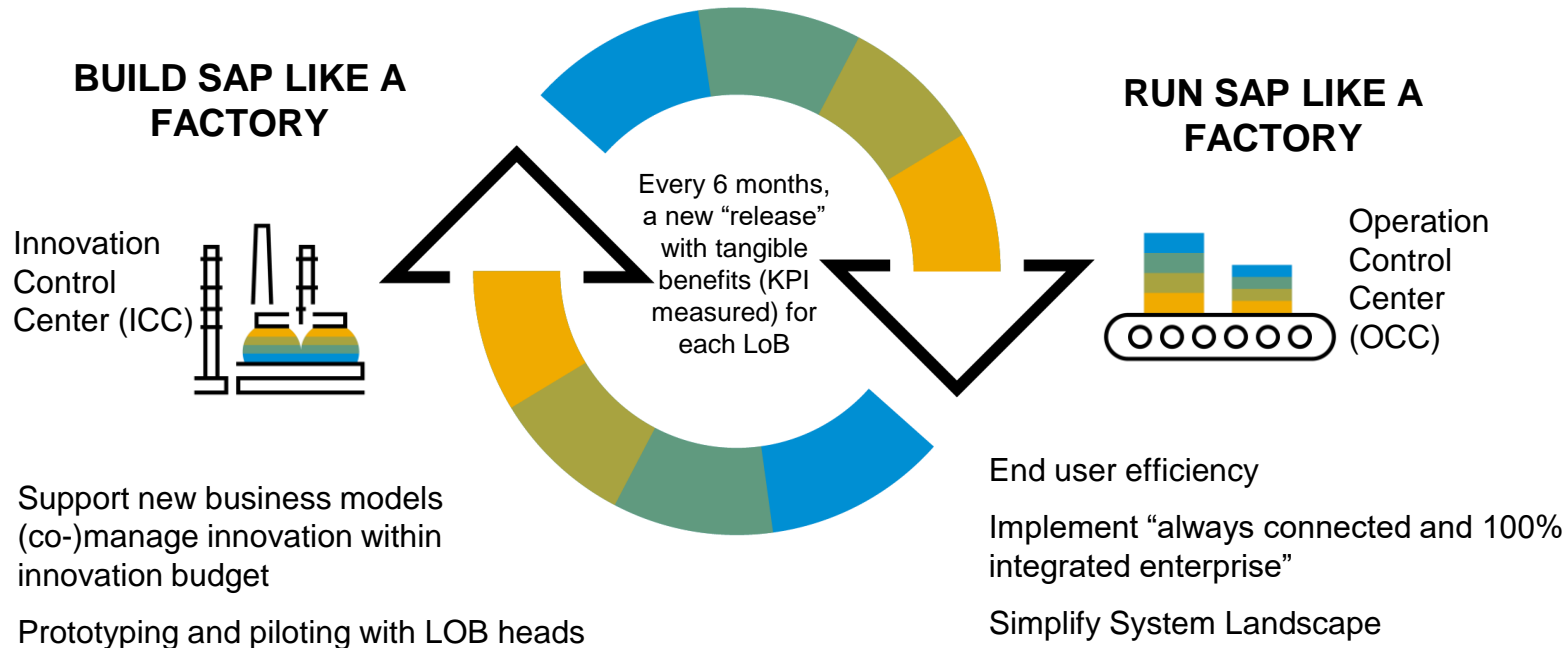 BUILD SAP LIKE A
FACTORY
Innovation
Control
Center (ICC)
Support new business models
(co-)manage innovation within
innovation budget
Prototyping and piloting with LOB heads
Every 6 months,
a new “release”
with tangible
benefits (KPI
measured) for
each LoB
RUN SAP LIKE A
FACTORY
Operation
Control
Center
(OCC)
End user efficiency
Implement “always connected and 100%
integrated enterprise”
Simplify System Landscape